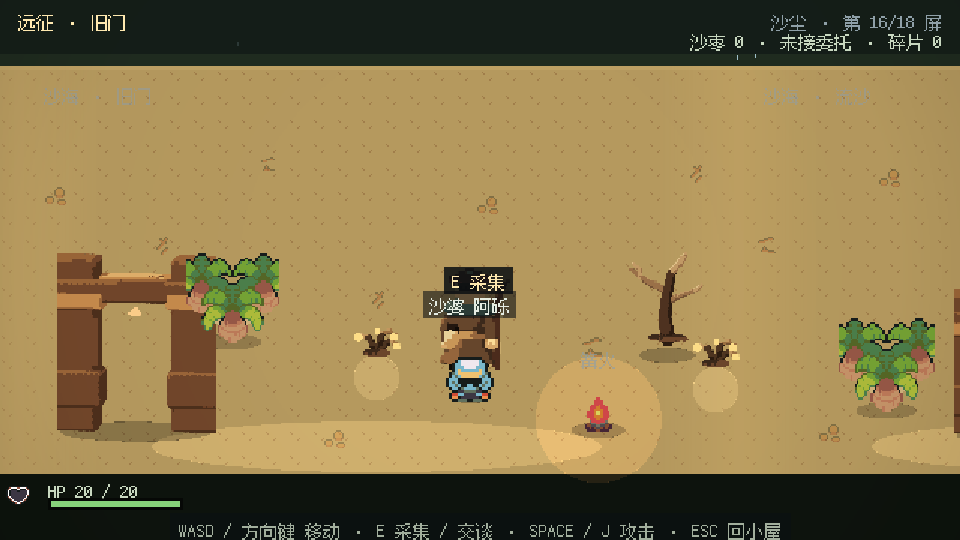 远征 · 旧门
沙尘 · 第 16/18 屏
沙枣 0 · 未接委托 · 碎片 0
E 采集
沙婆 阿砾
HP 20 / 20
WASD / 方向键 移动 · E 采集 / 交谈 · SPACE / J 攻击 · ESC 回小屋